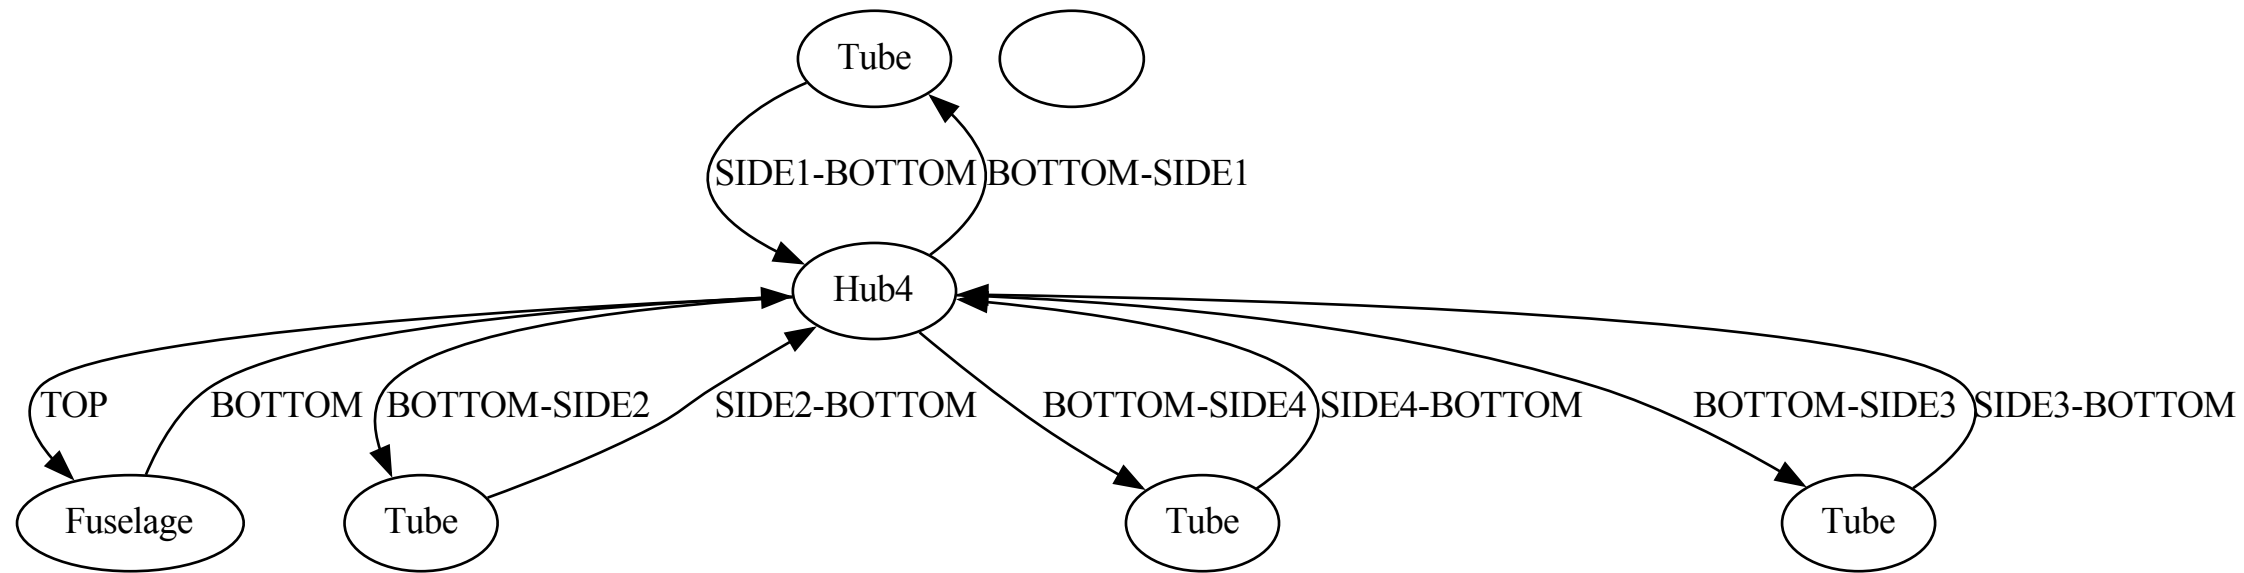 Tube
SIDE1-BOTTOM BOTTOM-SIDE1
Hub4
TOP BOTTOM BOTTOM-SIDE2 SIDE2-BOTTOM BOTTOM-SIDE4 SIDE4-BOTTOM BOTTOM-SIDE3 SIDE3-BOTTOM
Fuselage Tube Tube Tube